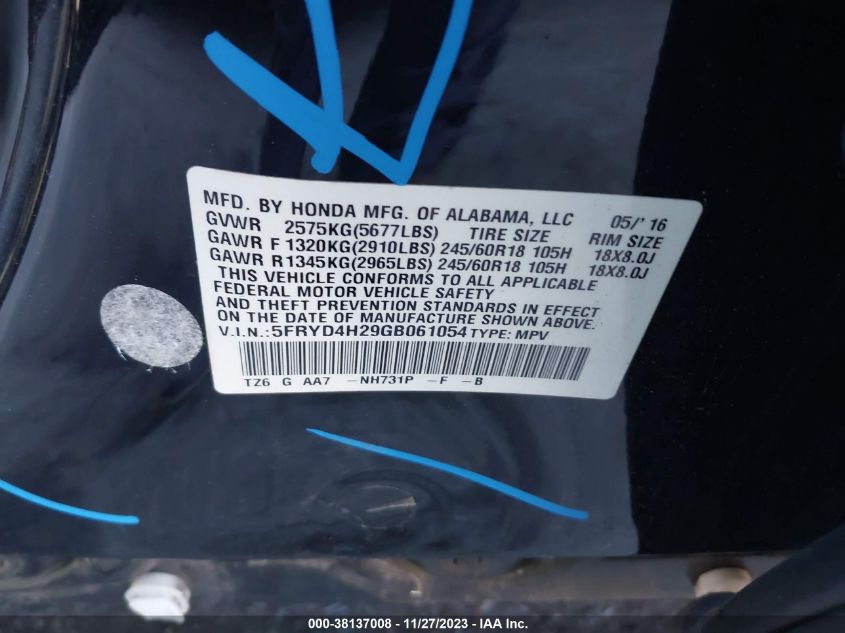 MFD. BY HONDA MFG. OF ALABAMA, LLC 05/' 16
GVWR 2575KG(5677LBS) TIRE SIZE RIM SIZE
GAWR F 1320KG(2910LBS) 245/60R18 105H 18X8.0J
GAWR R 1345KG(2965LBS) 245/60R18 105H 18X8.0J
THIS VEHICLE CONFORMS TO ALL APPLICABLE
FEDERAL MOTOR VEHICLE SAFETY
AND THEFT PREVENTION STANDARDS IN EFFECT
ON THE DATE OF MANUFACTURE SHOWN ABOVE.
V.I.N.: 5FRYD4H29GB061054 TYPE: MPV
TZ6 G AA7 -NH731P -F -B
000-38137008 - 11/27/2023 - IAA Inc.